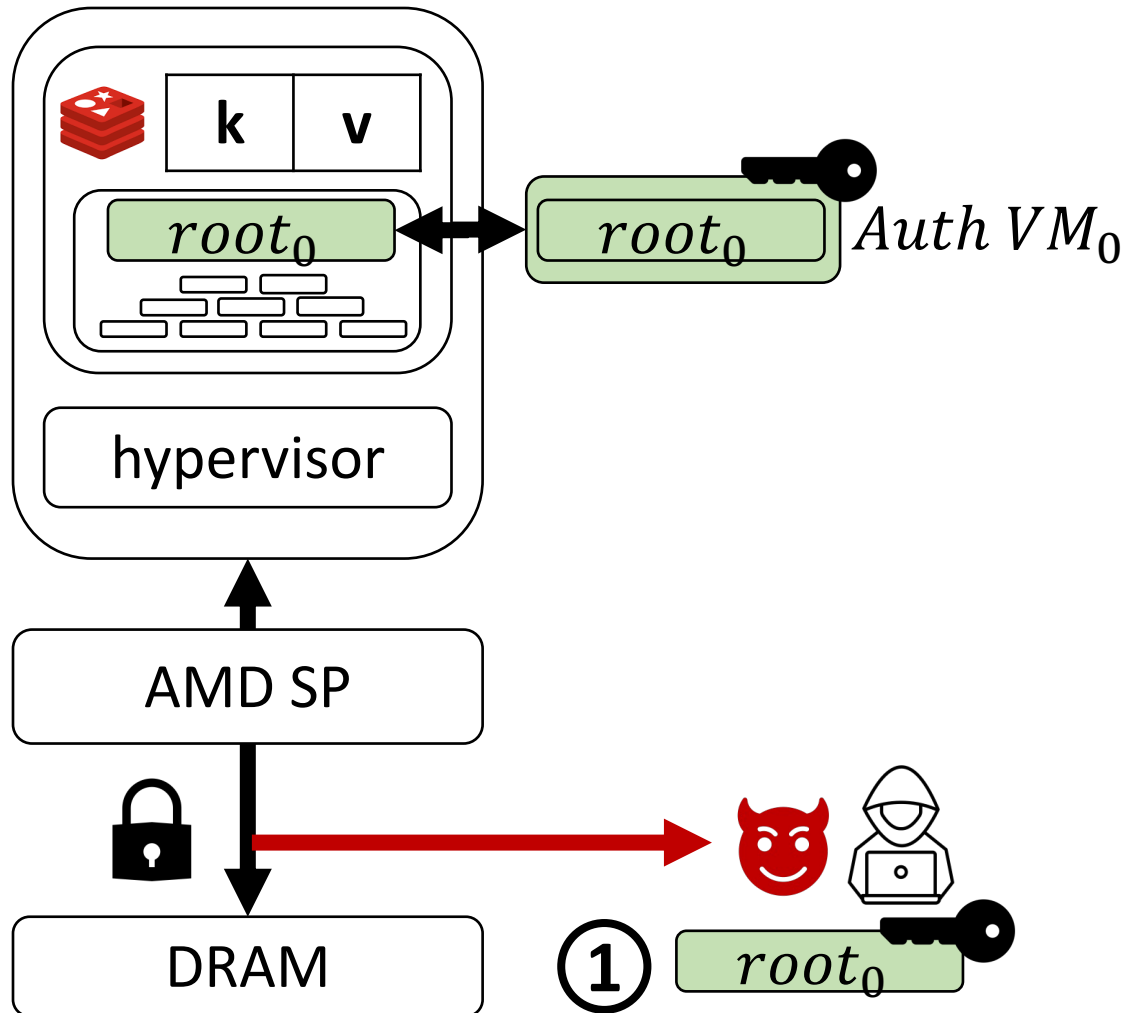 k v
root₀ root₀ Auth VM₀
hypervisor
AMD SP
DRAM
1 root₀